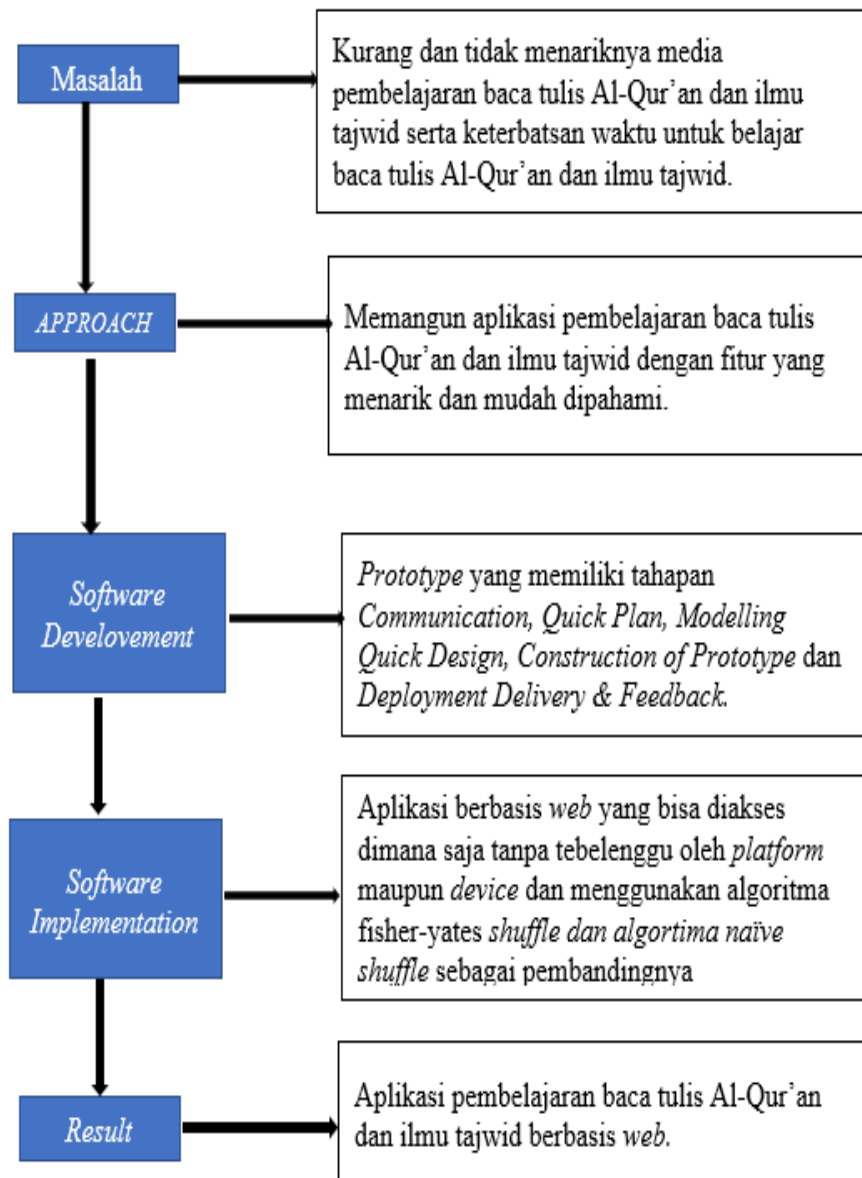 Masalah
Kurang dan tidak menariknya media
pembelajaran baca tulis Al-Qur’an dan ilmu
tajwid serta keterbatsan waktu untuk belajar
baca tulis Al-Qur’an dan ilmu tajwid.
APPROACH
Memangun aplikasi pembelajaran baca tulis
Al-Qur’an dan ilmu tajwid dengan fitur yang
menarik dan mudah dipahami.
Software
Develovement
Prototype yang memiliki tahapan
Communication, Quick Plan, Modelling
Quick Design, Construction of Prototype dan
Deployment Delivery & Feedback.
Software
Implementation
Aplikasi berbasis web yang bisa diakses
dimana saja tanpa tebelenggu oleh platform
maupun device dan menggunakan algoritma
fisher-yates shuffle dan algortima naïve
shuffle sebagai pembandingnya
Result
Aplikasi pembelajaran baca tulis Al-Qur’an
dan ilmu tajwid berbasis web.